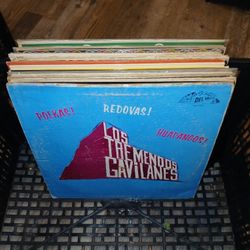 POLKAS!
REDOVAS!
HUAPANGOS!
LOS
TREMENDOS
GAVILANES